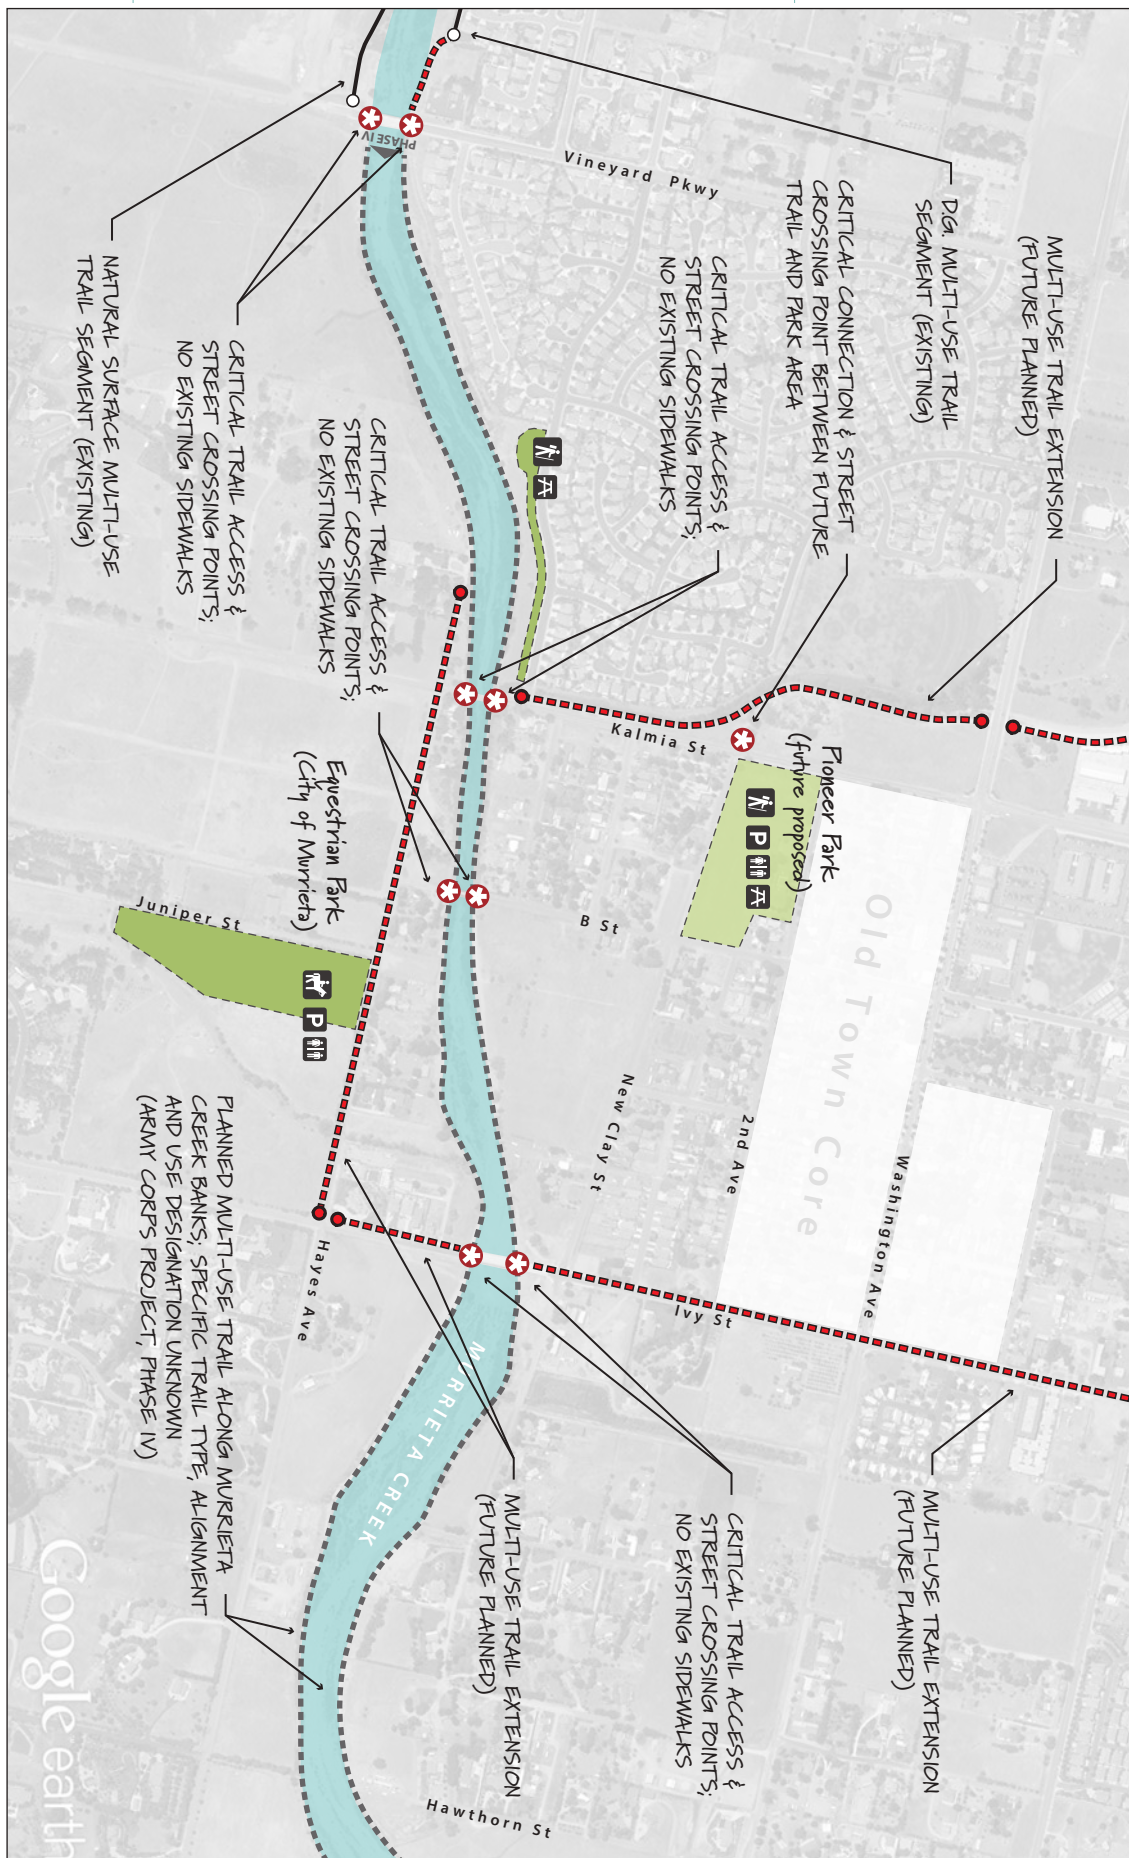 MULTI-USE TRAIL EXTENSION
(FUTURE PLANNED)
D.G. MULTI-USE TRAIL
SEGMENT (EXISTING)
CRITICAL CONNECTION & STREET
CROSSING POINT BETWEEN FUTURE
TRAIL AND PARK AREA
CRITICAL TRAIL ACCESS &
STREET CROSSING POINTS;
NO EXISTING SIDEWALKS
CRITICAL TRAIL ACCESS &
STREET CROSSING POINTS;
NO EXISTING SIDEWALKS
CRITICAL TRAIL ACCESS &
STREET CROSSING POINTS;
NO EXISTING SIDEWALKS
NATURAL SURFACE MULTI-USE
TRAIL SEGMENT (EXISTING)
PHASE IV
Vineyard Pkwy
Kalmia St
Pioneer Park
(future proposed)
P
Old Town Core
B St
Equestrian Park
(City of Murrieta)
P
Juniper St
New Clay St
2nd Ave
Washington Ave
Hayes Ave
Ivy St
MURRIETA CREEK
MULTI-USE TRAIL EXTENSION
(FUTURE PLANNED)
CRITICAL TRAIL ACCESS &
STREET CROSSING POINTS;
NO EXISTING SIDEWALKS
MULTI-USE TRAIL EXTENSION
(FUTURE PLANNED)
PLANNED MULTI-USE TRAIL ALONG MURRIETA
CREEK BANKS; SPECIFIC TRAIL TYPE, ALIGNMENT
AND USE DESIGNATION UNKNOWN
(ARMY CORPS PROJECT, PHASE IV)
Hawthorn St
Google earth